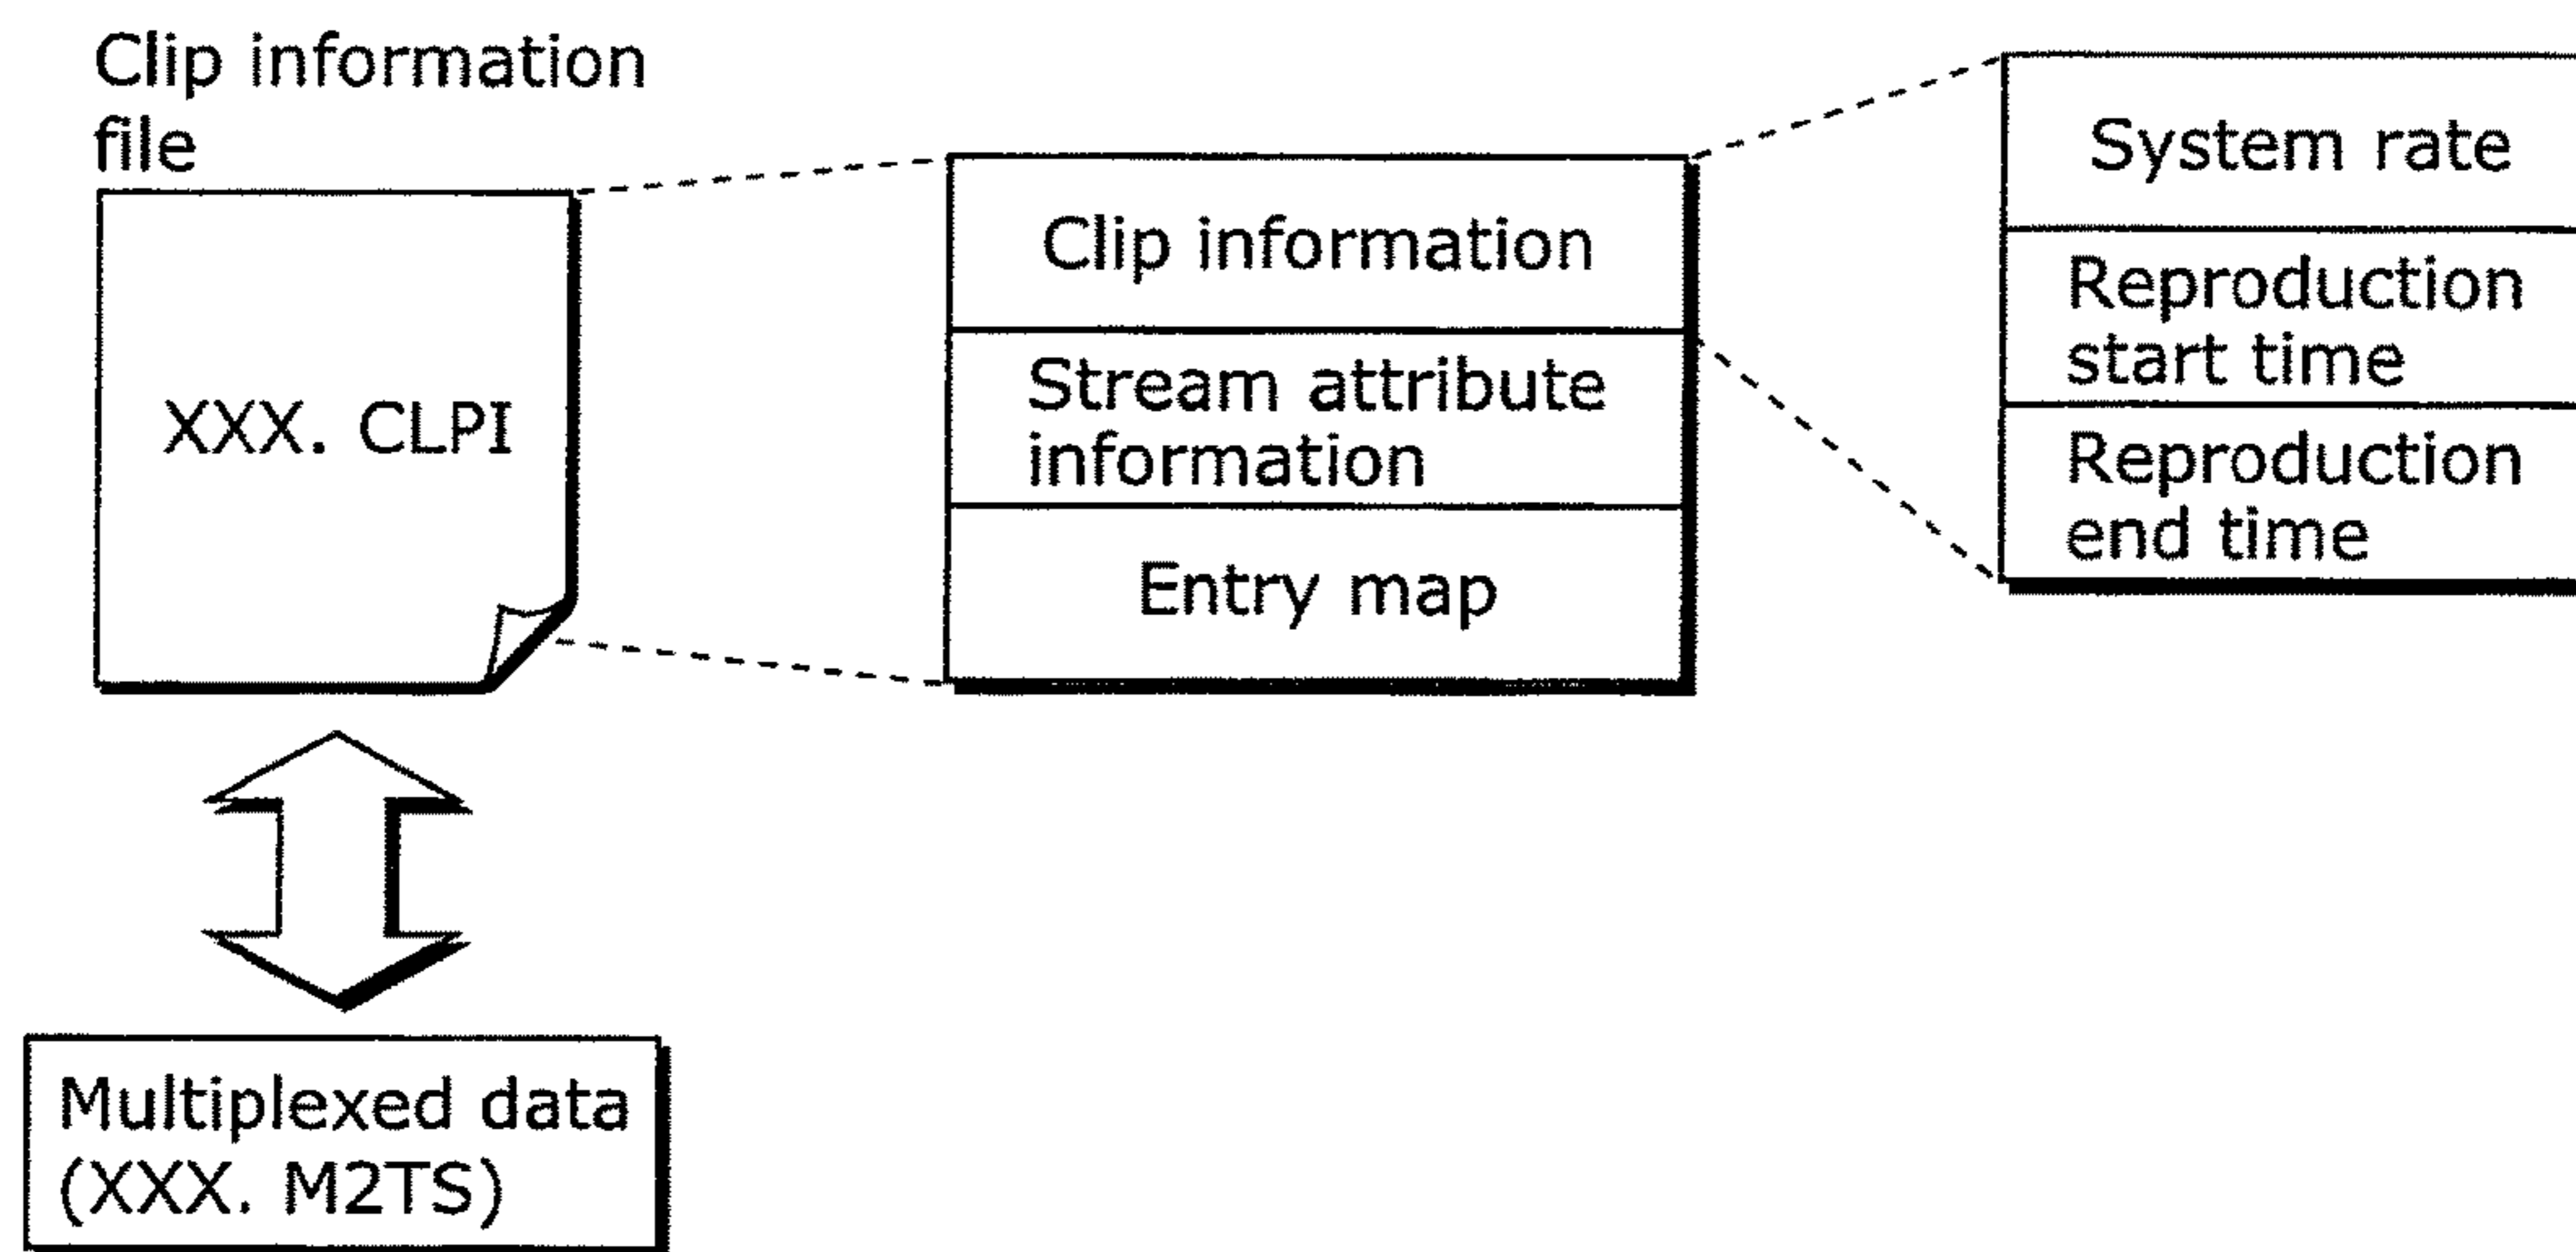 Clip information
file
XXX. CLPI
Clip information
Stream attribute
information
Entry map
System rate
Reproduction
start time
Reproduction
end time
Multiplexed data
(XXX. M2TS)